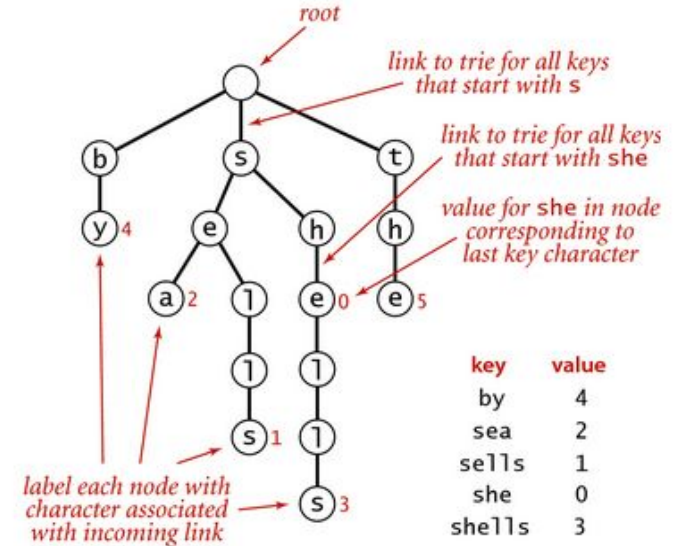 root
link to trie for all keys
that start with s
link to trie for all keys
that start with she
b
s
t
value for she in node
corresponding to
last key character
y 4
e
h
h
a 2
l
e 0
e 5
l
l
s 1
l
s 3
label each node with
character associated
with incoming link
key value
by 4
sea 2
sells 1
she 0
shells 3